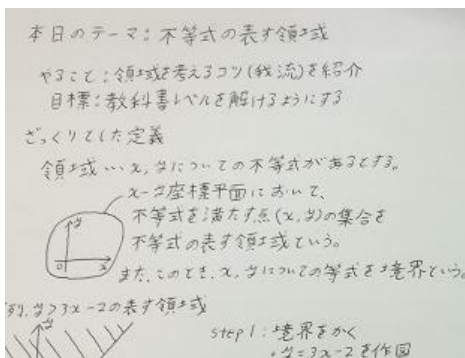 本日のテーマ:不等式の表す領域
やること:領域を考えるコツ(我流)を紹介
目標:教科書レベルを解けるようにする
ざっくりとした定義
領域…x,yについての不等式があるとする。
x-y座標平面において、
不等式を満たす点(x,y)の集合を
不等式の表す領域という。
また、このとき、x,yについての等式を境界という。
y
O x
例. y>3x-2の表す領域
y
step1:境界をかく
・y=3x-2を作図